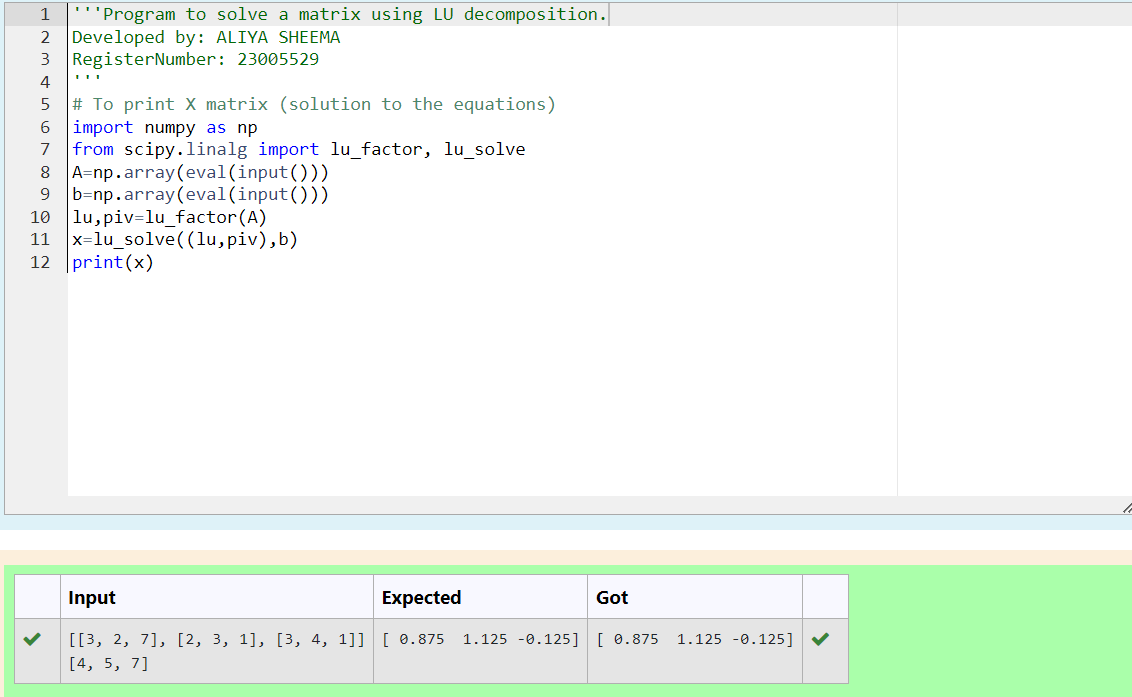 1 '''Program to solve a matrix using LU decomposition.
2 Developed by: ALIYA SHEEMA
3 RegisterNumber: 23005529
4 '''
5 # To print X matrix (solution to the equations)
6 import numpy as np
7 from scipy.linalg import lu_factor, lu_solve
8 A=np.array(eval(input()))
9 b=np.array(eval(input()))
10 lu,piv=lu_factor(A)
11 x=lu_solve((lu,piv),b)
12 print(x)
Input Expected Got
[[3, 2, 7], [2, 3, 1], [3, 4, 1]] [ 0.875  1.125 -0.125] [ 0.875  1.125 -0.125]
[4, 5, 7]